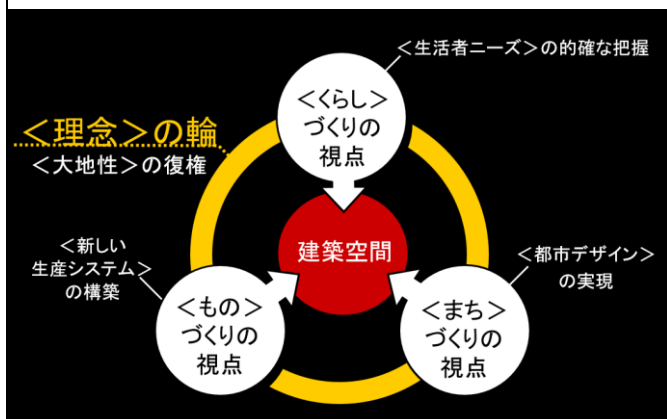 ＜生活者ニーズ＞の的確な把握
＜くらし＞
づくりの
視点
＜理念＞の輪
＜大地性＞の復権
建築空間
＜新しい
生産システム＞
の構築
＜都市デザイン＞
の実現
＜もの＞
づくりの
視点
＜まち＞
づくりの
視点